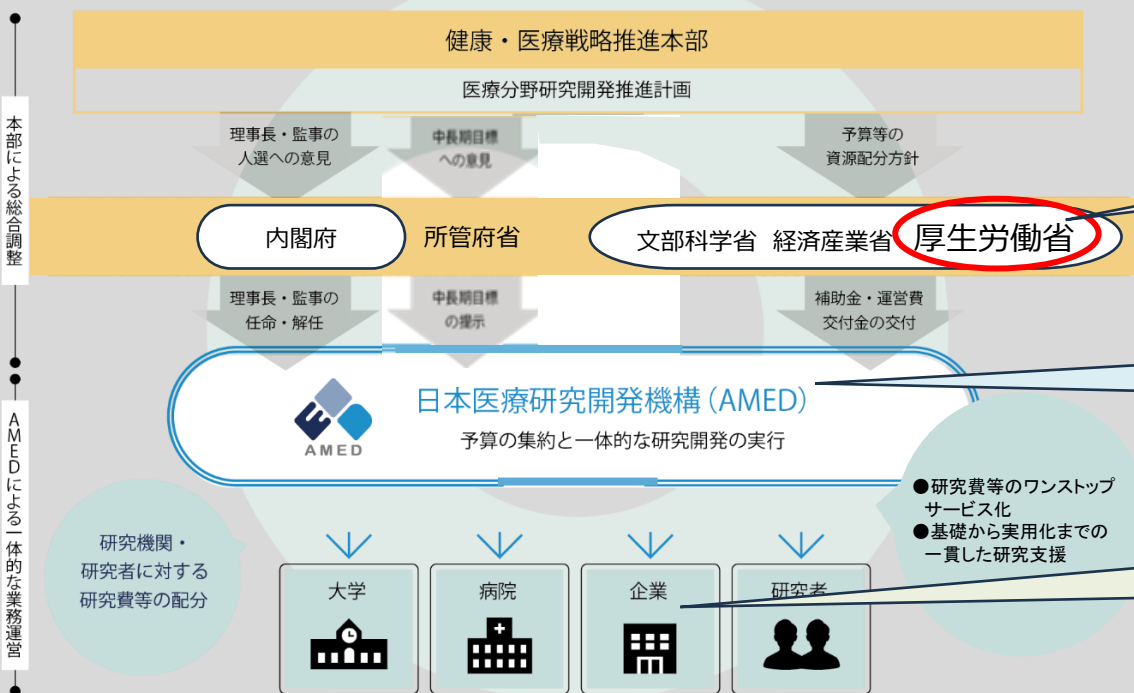 健康・医療戦略推進本部
医療分野研究開発推進計画
本部による総合調整
理事長・監事の
人選への意見
中長期目標
への意見
予算等の
資源配分方針
内閣府
所管府省
文部科学省 経済産業省 厚生労働省
理事長・監事の
任命・解任
中長期目標
の提示
補助金・運営費
交付金の交付
AMEDによる一体的な業務運営
AMED
日本医療研究開発機構(AMED)
予算の集約と一体的な研究開発の実行
研究機関・
研究者に対する
研究費等の配分
●研究費等のワンストップ
サービス化
●基礎から実用化までの
一貫した研究支援
大学
病院
企業
研究者